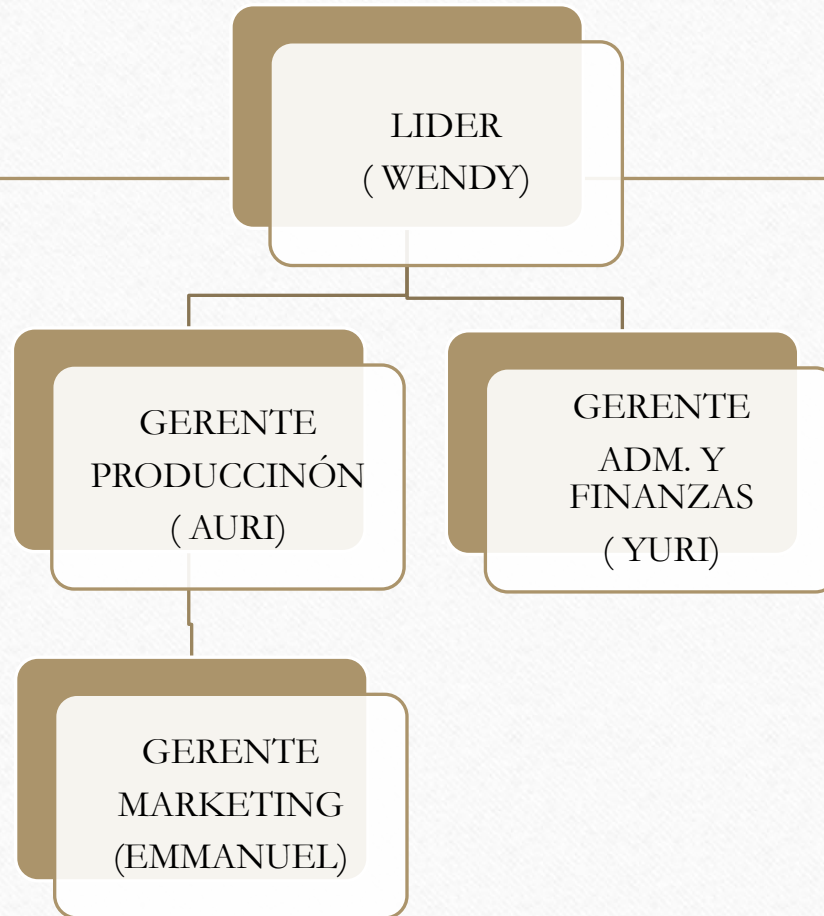 LIDER
( WENDY)
GERENTE
PRODUCCINÓN
( AURI)
GERENTE
ADM. Y
FINANZAS
( YURI)
GERENTE
MARKETING
(EMMANUEL)